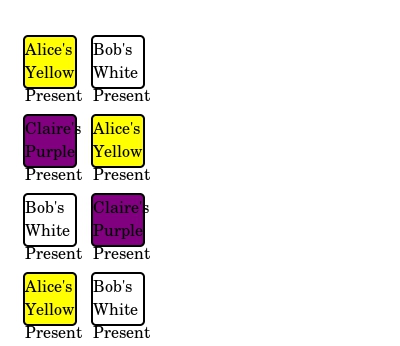 Alice's
Yellow
Present
Bob's
White
Present
Claire's
Purple
Present
Alice's
Yellow
Present
Bob's
White
Present
Claire's
Purple
Present
Alice's
Yellow
Present
Bob's
White
Present